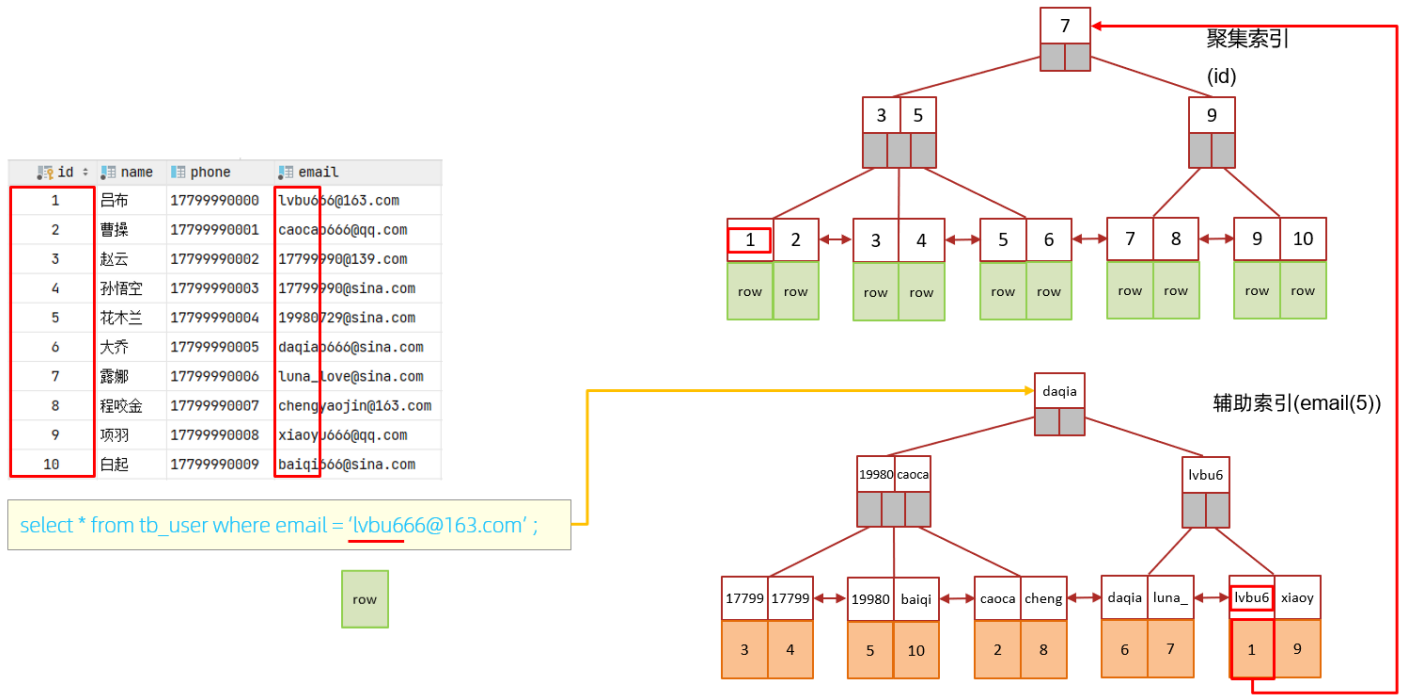 id name phone email
1 吕布 17799990000 lvbu666@163.com
2 曹操 17799990001 caocao666@qq.com
3 赵云 17799990002 17799990@139.com
4 孙悟空 17799990003 17799990@sina.com
5 花木兰 17799990004 19980729@sina.com
6 大乔 17799990005 daqiao666@sina.com
7 露娜 17799990006 luna_love@sina.com
8 程咬金 17799990007 chengyaojin@163.com
9 项羽 17799990008 xiaoyu666@qq.com
10 白起 17799990009 baiqi666@sina.com
select * from tb_user where email = ‘lvbu666@163.com’ ;
row
7
聚集索引
(id)
3 5 9
1 2 3 4 5 6 7 8 9 10
row row row row row row row row row row
daqia
辅助索引(email(5))
19980 caoca lvbu6
17799 17799 19980 baiqi caoca cheng daqia luna_ lvbu6 xiaoy
3 4 5 10 2 8 6 7 1 9